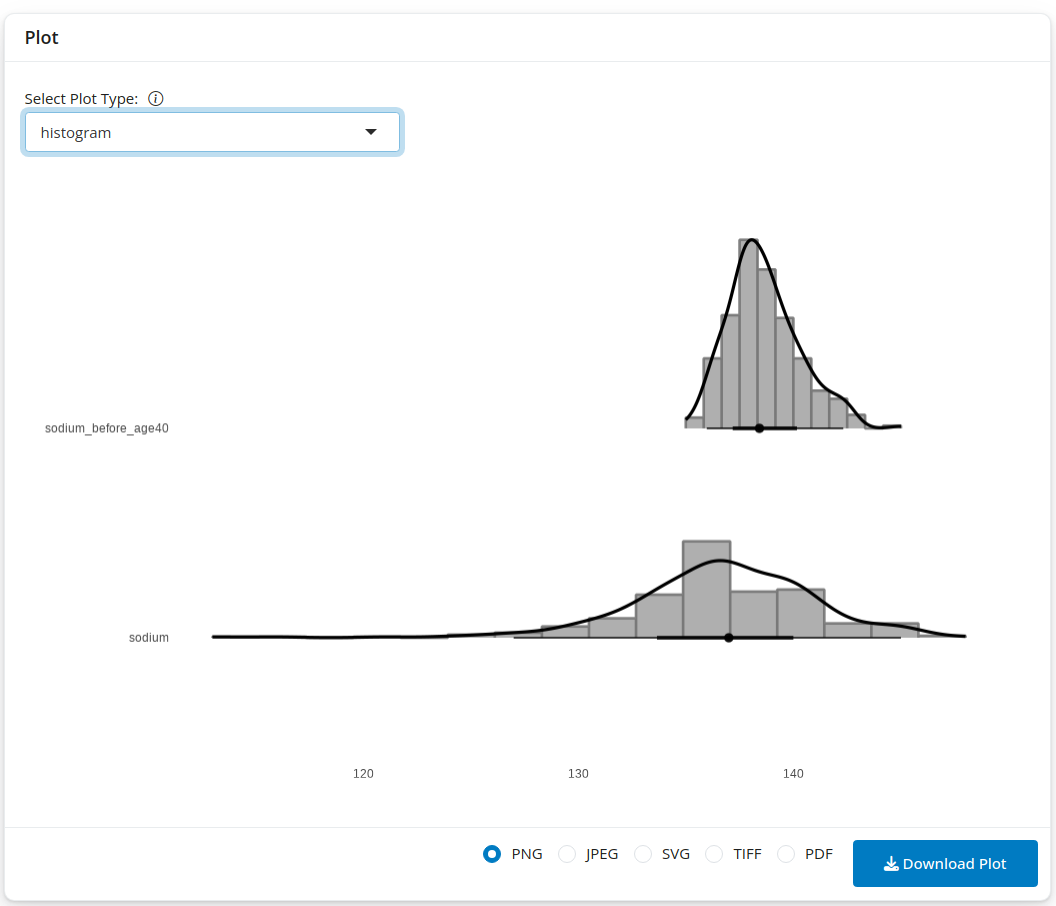 Plot
Select Plot Type:
histogram
sodium_before_age40
sodium
120 130 140
PNG JPEG SVG TIFF PDF Download Plot